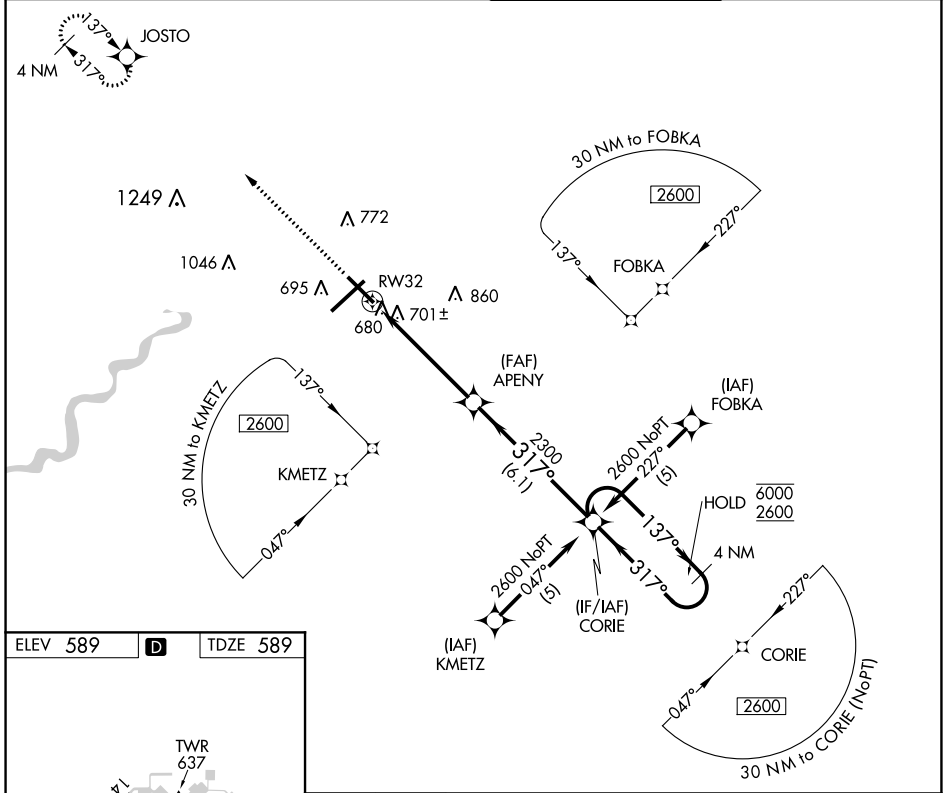 137°
JOSTO
4 NM
317°
30 NM to FOBKA
2600
1249
772
227°
137°
1046
FOBKA
695
RW32
860
701±
680
(FAF)
APENY
30 NM to KMETZ
137°
2600
(IAF)
FOBKA
2300
317°
(6.1)
2600 NoPT
227°
(5)
KMETZ
HOLD 6000
2600
137°
047°
4 NM
2600 NoPT
047°
(5)
317°
(IF/IAF)
CORIE
227°
(IAF)
KMETZ
ELEV 589
D
TDZE 589
CORIE
047°
2600
30 NM to CORIE (NoPT)
TWR
637
14